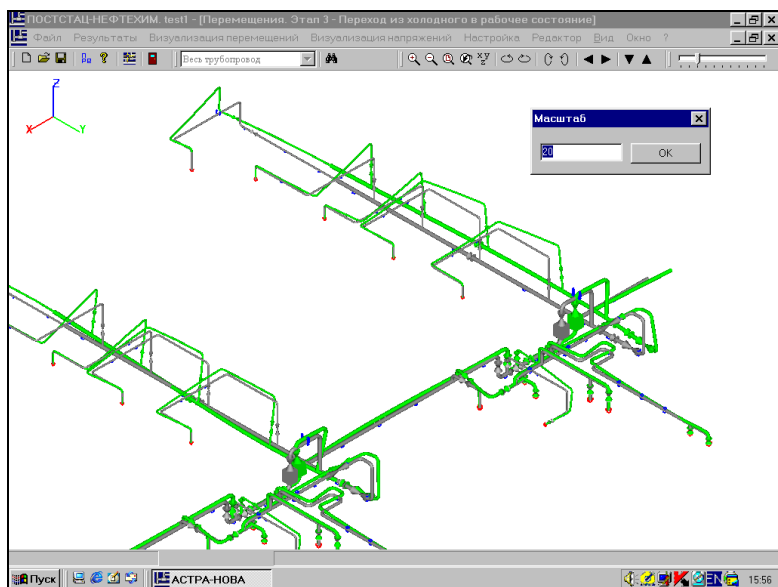 ПОСТСТАЦ-НЕФТЕХИМ. test1 - [Перемещения. Этап 3 - Переход из холодного в рабочее состояние]
Файл Результаты Визуализация перемещений Визуализация напряжений Настройка Редактор Вид Окно ?
Весь трубопровод
Z
X
Y
Масштаб
20
OK
Пуск
АСТРА-НОВА
EN
15:56